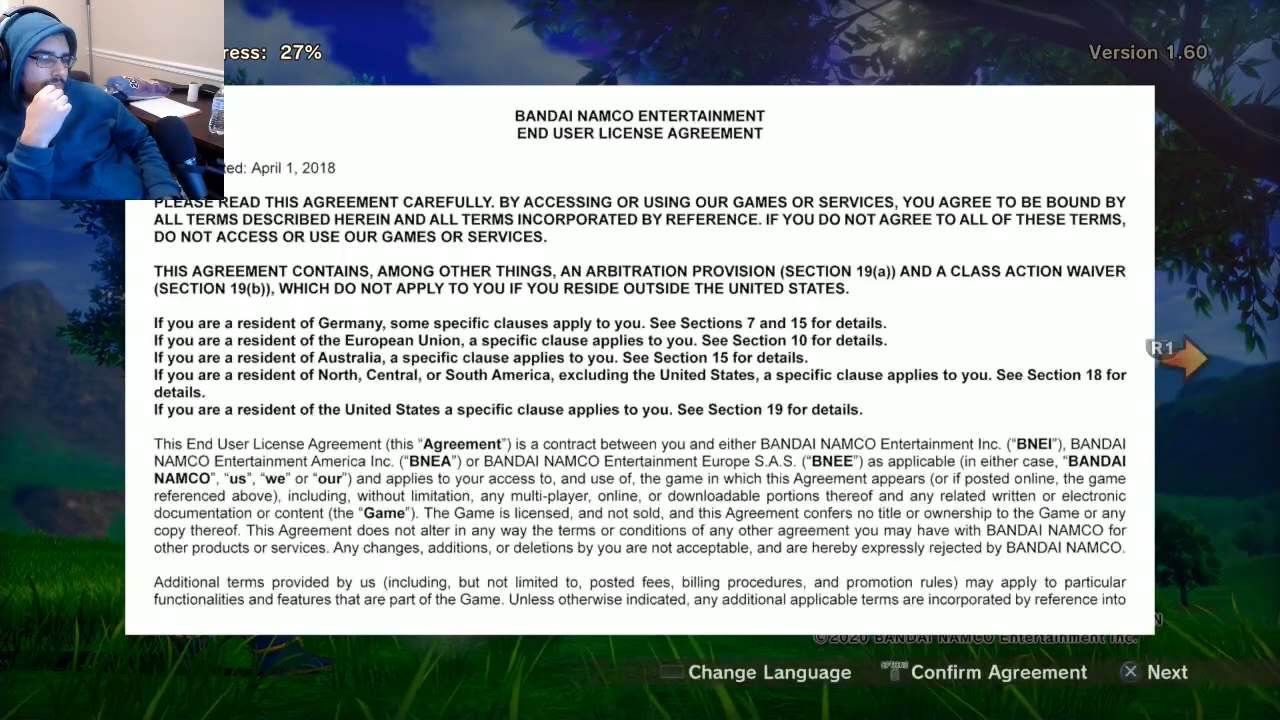 ress: 27%
Version 1.60
BANDAI NAMCO ENTERTAINMENT
END USER LICENSE AGREEMENT
ted: April 1, 2018
PLEASE READ THIS AGREEMENT CAREFULLY. BY ACCESSING OR USING OUR GAMES OR SERVICES, YOU AGREE TO BE BOUND BY
ALL TERMS DESCRIBED HEREIN AND ALL TERMS INCORPORATED BY REFERENCE. IF YOU DO NOT AGREE TO ALL OF THESE TERMS,
DO NOT ACCESS OR USE OUR GAMES OR SERVICES.
THIS AGREEMENT CONTAINS, AMONG OTHER THINGS, AN ARBITRATION PROVISION (SECTION 19(a)) AND A CLASS ACTION WAIVER
(SECTION 19(b)), WHICH DO NOT APPLY TO YOU IF YOU RESIDE OUTSIDE THE UNITED STATES.
If you are a resident of Germany, some specific clauses apply to you. See Sections 7 and 15 for details.
If you are a resident of the European Union, a specific clause applies to you. See Section 10 for details.
If you are a resident of Australia, a specific clause applies to you. See Section 15 for details.
If you are a resident of North, Central, or South America, excluding the United States, a specific clause applies to you. See Section 18 for
details.
If you are a resident of the United States a specific clause applies to you. See Section 19 for details.
This End User License Agreement (this “Agreement”) is a contract between you and either BANDAI NAMCO Entertainment Inc. (“BNEI”), BANDAI
NAMCO Entertainment America Inc. (“BNEA”) or BANDAI NAMCO Entertainment Europe S.A.S. (“BNEE”) as applicable (in either case, “BANDAI
NAMCO”, “us”, “we” or “our”) and applies to your access to, and use of, the game in which this Agreement appears (or if posted online, the game
referenced above), including, without limitation, any multi-player, online, or downloadable portions thereof and any related written or electronic
documentation or content (the “Game”). The Game is licensed, and not sold, and this Agreement confers no title or ownership to the Game or any
copy thereof. This Agreement does not alter in any way the terms or conditions of any other agreement you may have with BANDAI NAMCO for
other products or services. Any changes, additions, or deletions by you are not acceptable, and are hereby expressly rejected by BANDAI NAMCO.
Additional terms provided by us (including, but not limited to, posted fees, billing procedures, and promotion rules) may apply to particular
functionalities and features that are part of the Game. Unless otherwise indicated, any additional applicable terms are incorporated by reference into
R1
©2020 BANDAI NAMCO Entertainment Inc.
Change Language
OPTIONS Confirm Agreement
Next